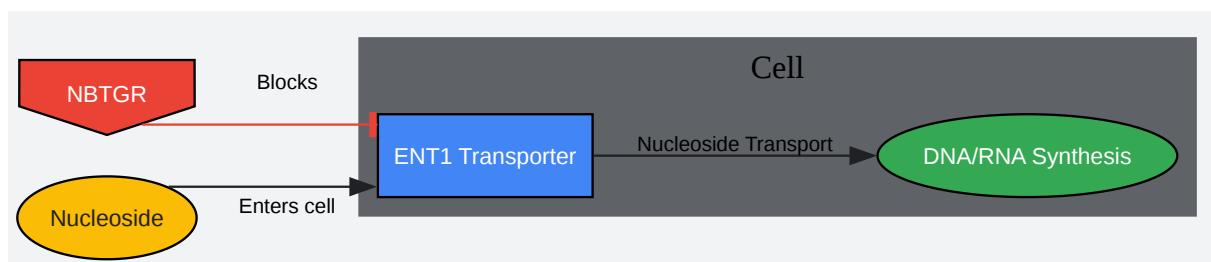 Cell
NBTGR
Blocks
ENT1 Transporter
Nucleoside Transport
DNA/RNA Synthesis
Nucleoside
Enters cell